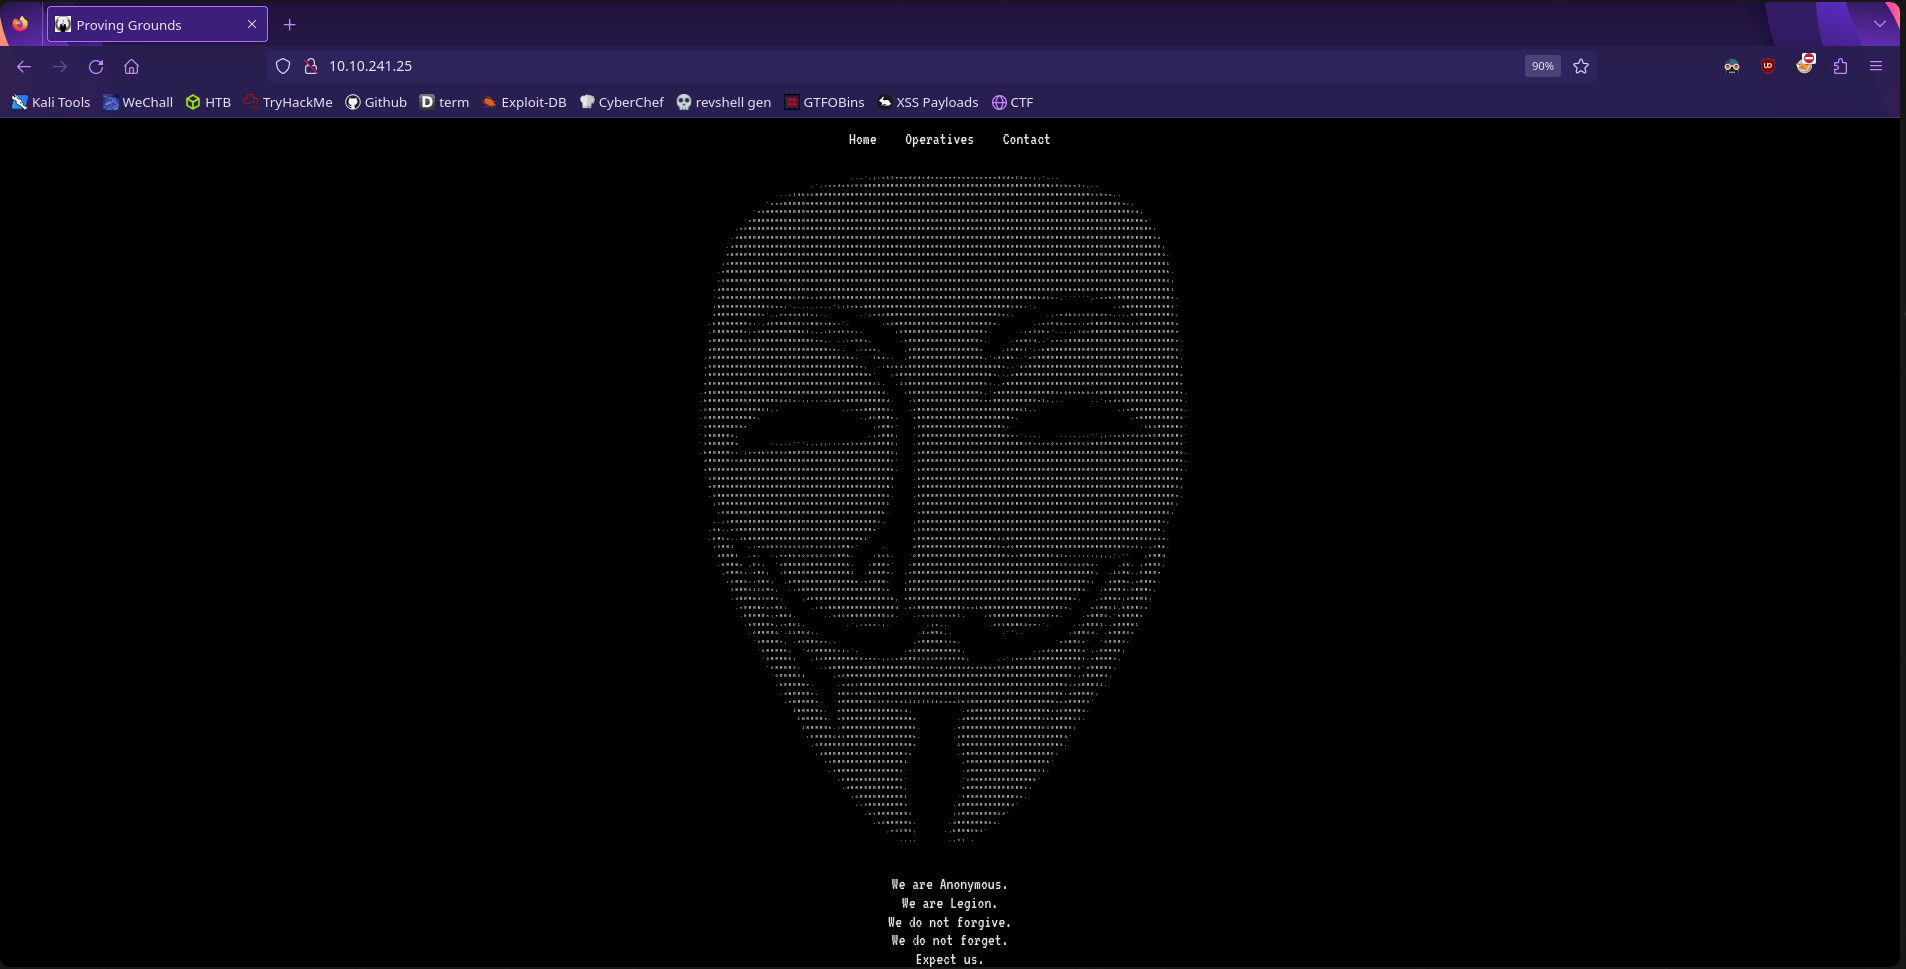 Proving Grounds
10.10.241.25
90%
Kali Tools
WeChall
HTB
TryHackMe
Github
term
Exploit-DB
CyberChef
revshell gen
GTFOBins
XSS Payloads
CTF
Home
Operatives
Contact
We are Anonymous.
We are Legion.
We do not forgive.
We do not forget.
Expect us.